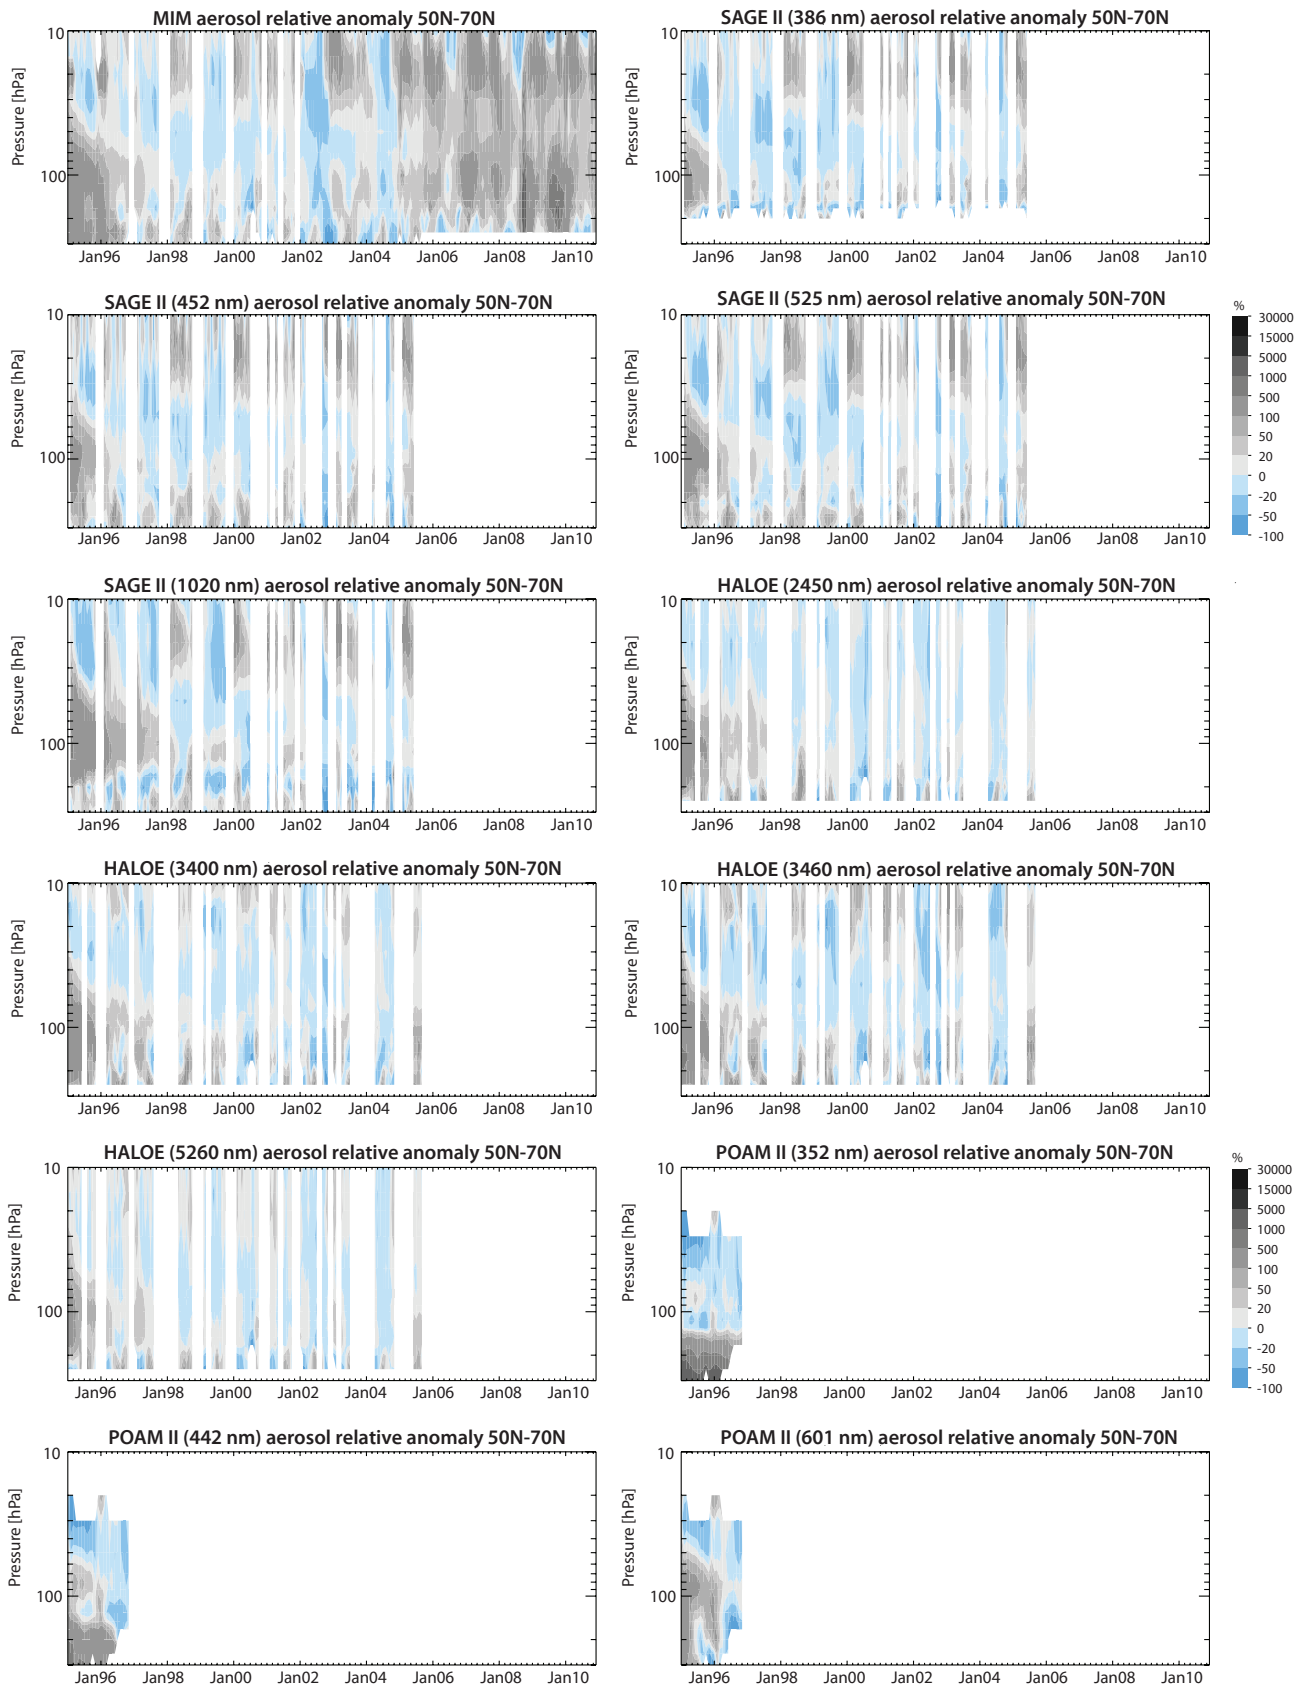 MIM aerosol relative anomaly 50N-70N
10
100
Pressure [hPa]
Jan96 Jan98 Jan00 Jan02 Jan04 Jan06 Jan08 Jan10
SAGE II (386 nm) aerosol relative anomaly 50N-70N
10
100
Pressure [hPa]
Jan96 Jan98 Jan00 Jan02 Jan04 Jan06 Jan08 Jan10
SAGE II (452 nm) aerosol relative anomaly 50N-70N
10
100
Pressure [hPa]
Jan96 Jan98 Jan00 Jan02 Jan04 Jan06 Jan08 Jan10
SAGE II (525 nm) aerosol relative anomaly 50N-70N
10
100
Pressure [hPa]
Jan96 Jan98 Jan00 Jan02 Jan04 Jan06 Jan08 Jan10
%
30000
15000
5000
1000
500
100
50
20
0
-20
-50
-100
SAGE II (1020 nm) aerosol relative anomaly 50N-70N
10
100
Pressure [hPa]
Jan96 Jan98 Jan00 Jan02 Jan04 Jan06 Jan08 Jan10
HALOE (2450 nm) aerosol relative anomaly 50N-70N
10
100
Pressure [hPa]
Jan96 Jan98 Jan00 Jan02 Jan04 Jan06 Jan08 Jan10
HALOE (3400 nm) aerosol relative anomaly 50N-70N
10
100
Pressure [hPa]
Jan96 Jan98 Jan00 Jan02 Jan04 Jan06 Jan08 Jan10
HALOE (3460 nm) aerosol relative anomaly 50N-70N
10
100
Pressure [hPa]
Jan96 Jan98 Jan00 Jan02 Jan04 Jan06 Jan08 Jan10
HALOE (5260 nm) aerosol relative anomaly 50N-70N
10
100
Pressure [hPa]
Jan96 Jan98 Jan00 Jan02 Jan04 Jan06 Jan08 Jan10
POAM II (352 nm) aerosol relative anomaly 50N-70N
10
100
Pressure [hPa]
Jan96 Jan98 Jan00 Jan02 Jan04 Jan06 Jan08 Jan10
%
30000
15000
5000
1000
500
100
50
20
0
-20
-50
-100
POAM II (442 nm) aerosol relative anomaly 50N-70N
10
100
Pressure [hPa]
Jan96 Jan98 Jan00 Jan02 Jan04 Jan06 Jan08 Jan10
POAM II (601 nm) aerosol relative anomaly 50N-70N
10
100
Pressure [hPa]
Jan96 Jan98 Jan00 Jan02 Jan04 Jan06 Jan08 Jan10